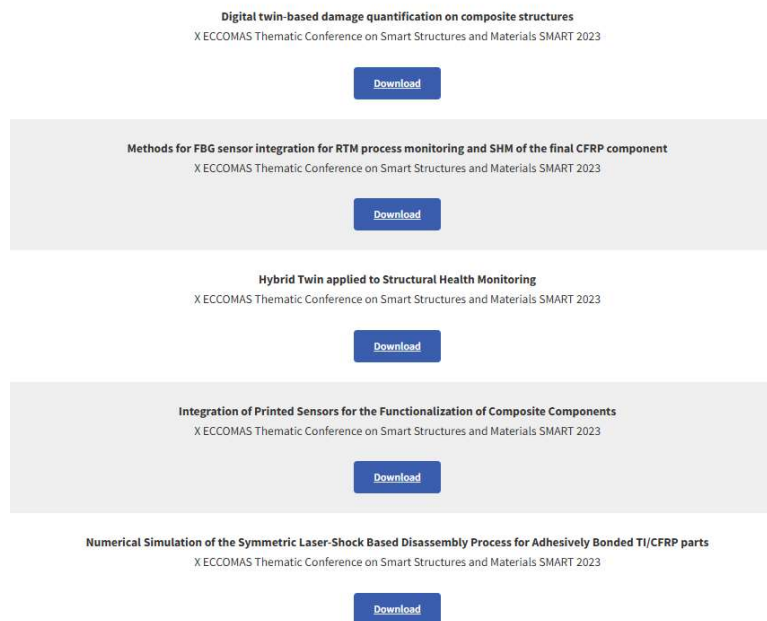 Digital twin-based damage quantification on composite structures
X ECCOMAS Thematic Conference on Smart Structures and Materials SMART 2023
Download
Methods for FBG sensor integration for RTM process monitoring and SHM of the final CFRP component
X ECCOMAS Thematic Conference on Smart Structures and Materials SMART 2023
Download
Hybrid Twin applied to Structural Health Monitoring
X ECCOMAS Thematic Conference on Smart Structures and Materials SMART 2023
Download
Integration of Printed Sensors for the Functionalization of Composite Components
X ECCOMAS Thematic Conference on Smart Structures and Materials SMART 2023
Download
Numerical Simulation of the Symmetric Laser-Shock Based Disassembly Process for Adhesively Bonded TI/CFRP parts
X ECCOMAS Thematic Conference on Smart Structures and Materials SMART 2023
Download